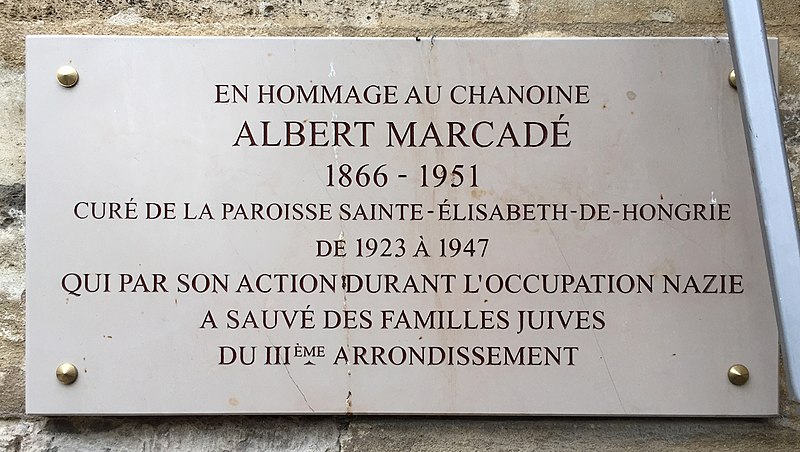 EN HOMMAGE AU CHANOINE
ALBERT MARCADÉ
1866 - 1951
CURÉ DE LA PAROISSE SAINTE-ÉLISABETH-DE-HONGRIE
DE 1923 À 1947
QUI PAR SON ACTION DURANT L'OCCUPATION NAZIE
A SAUVÉ DES FAMILLES JUIVES
DU IIIÈME ARRONDISSEMENT